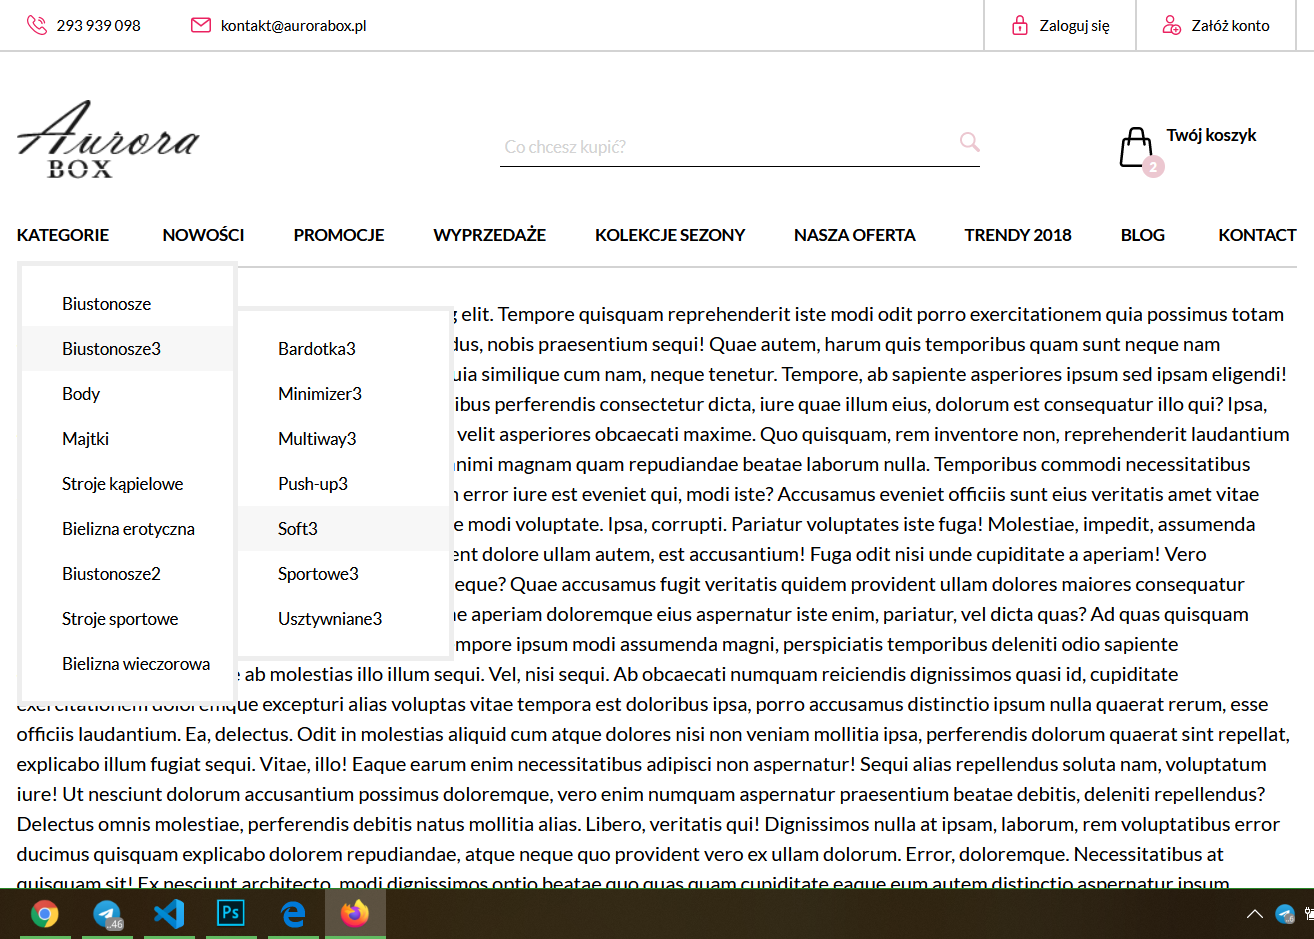 293 939 098
kontakt@aurorabox.pl
Zaloguj się
Załóż konto
Aurora
BOX
Co chcesz kupić?
Twój koszyk
2
KATEGORIE NOWOŚCI PROMOCJE WYPRZEDAŻE KOLEKCJE SEZONY NASZA OFERTA TRENDY 2018 BLOG KONTACT
Biustonosze
Biustonosze3
Body
Majtki
Stroje kąpielowe
Bielizna erotyczna
Biustonosze2
Stroje sportowe
Bielizna wieczorowa
Bardotka3
Minimizer3
Multiway3
Push-up3
Soft3
Sportowe3
Usztywniane3
elit. Tempore quisquam reprehenderit iste modi odit porro exercitationem quia possimus totam
dus, nobis praesentium sequi! Quae autem, harum quis temporibus quam sunt neque nam
uia similique cum nam, neque tenetur. Tempore, ab sapiente asperiores ipsum sed ipsam eligendi!
ibus perferendis consectetur dicta, iure quae illum eius, dolorum est consequatur illo qui? Ipsa,
velit asperiores obcaecati maxime. Quo quisquam, rem inventore non, reprehenderit laudantium
nimi magnam quam repudiandae beatae laborum nulla. Temporibus commodi necessitatibus
error iure est eveniet qui, modi iste? Accusamus eveniet officiis sunt eius veritatis amet vitae
e modi voluptate. Ipsa, corrupti. Pariatur voluptates iste fuga! Molestiae, impedit, assumenda
ent dolore ullam autem, est accusantium! Fuga odit nisi unde cupiditate a aperiam! Vero
eque? Quae accusamus fugit veritatis quidem provident ullam dolores maiores consequatur
ae aperiam doloremque eius aspernatur iste enim, pariatur, vel dicta quas? Ad quas quisquam
mpore ipsum modi assumenda magni, perspiciatis temporibus deleniti odio sapiente
ab molestias illo illum sequi. Vel, nisi sequi. Ab obcaecati numquam reiciendis dignissimos quasi id, cupiditate
exercitationem doloremque excepturi alias voluptas vitae tempora est doloribus ipsa, porro accusamus distinctio ipsum nulla quaerat rerum, esse
officiis laudantium. Ea, delectus. Odit in molestias aliquid cum atque dolores nisi non veniam mollitia ipsa, perferendis dolorum quaerat sint repellat,
explicabo illum fugiat sequi. Vitae, illo! Eaque earum enim necessitatibus adipisci non aspernatur! Sequi alias repellendus soluta nam, voluptatum
iure! Ut nesciunt dolorum accusantium possimus doloremque, vero enim numquam aspernatur praesentium beatae debitis, deleniti repellendus?
Delectus omnis molestiae, perferendis debitis natus mollitia alias. Libero, veritatis qui! Dignissimos nulla at ipsam, laborum, rem voluptatibus error
ducimus quisquam explicabo dolorem repudiandae, atque neque quo provident vero ex ullam dolorum. Error, doloremque. Necessitatibus at
quisquam sit! Ex nesciunt architecto, modi dignissimos optio beatae quo quas quam cupiditate eaque eum autem distinctio aspernatur ipsum
..46
Ps